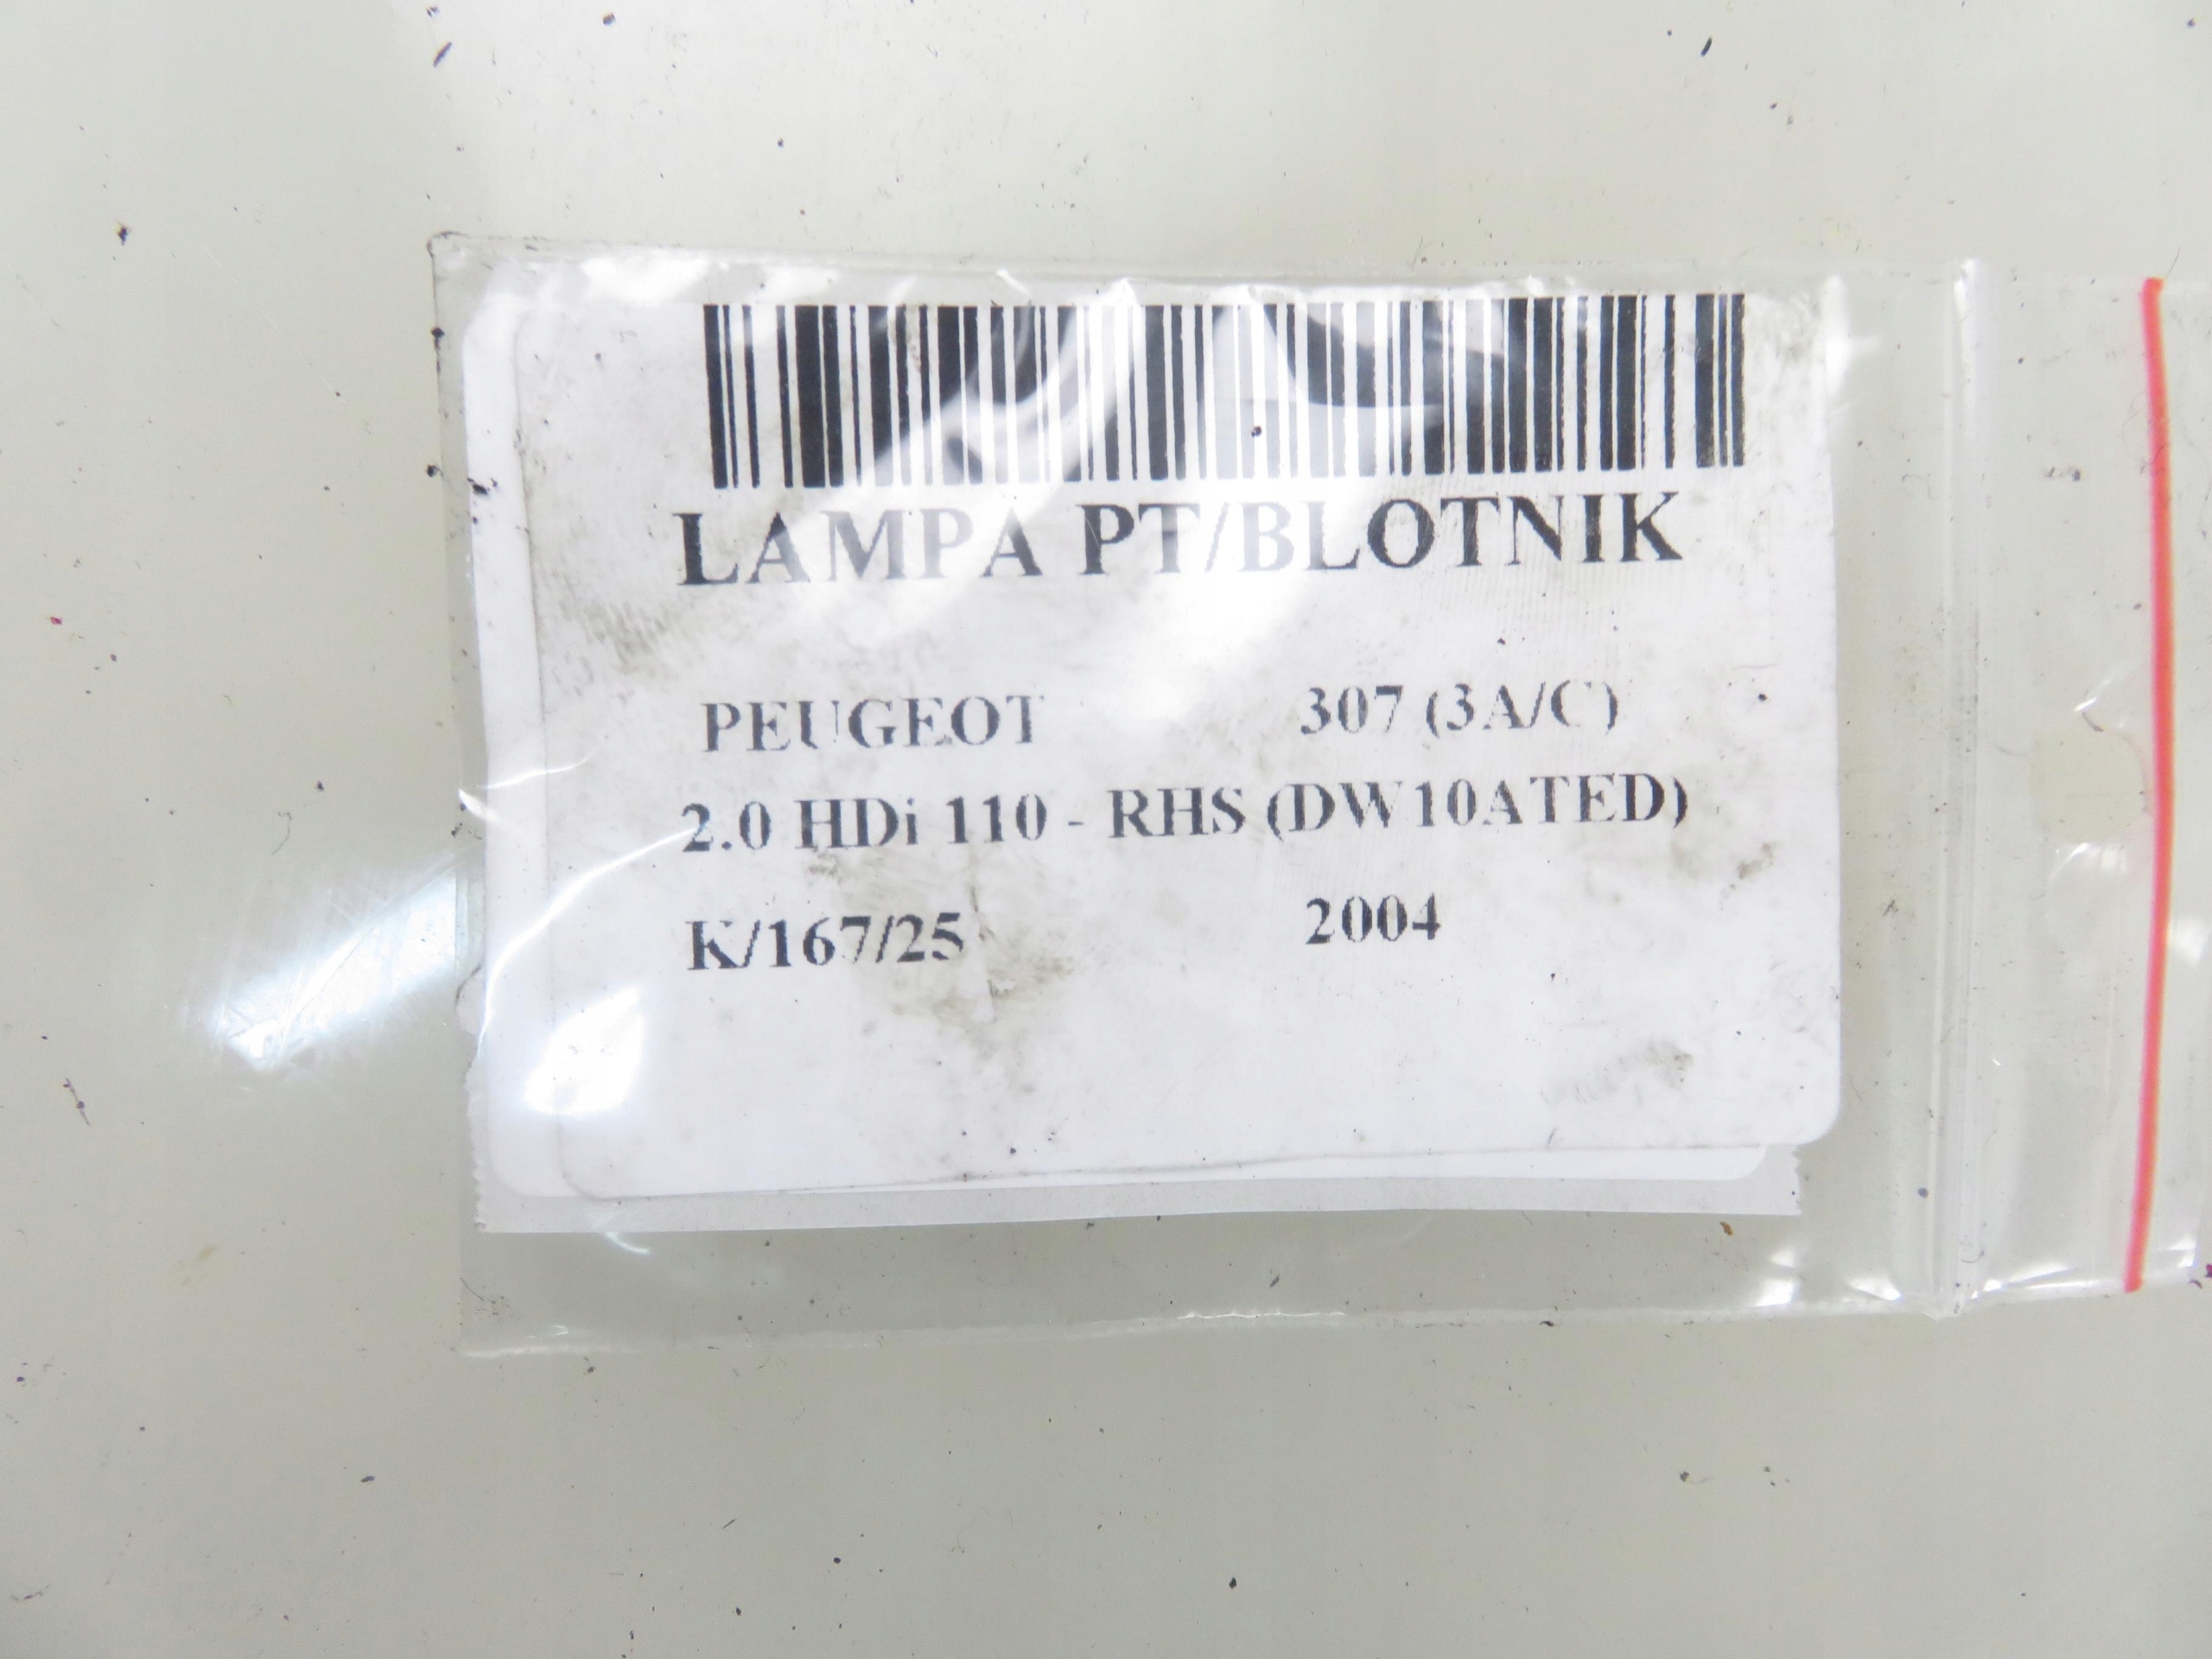 LAMPA PT/BLOTNIK
PEUGEOT 307 (3A/C)
2.0 HDi 110 - RHS (DW10ATED)
K/167/25 2004